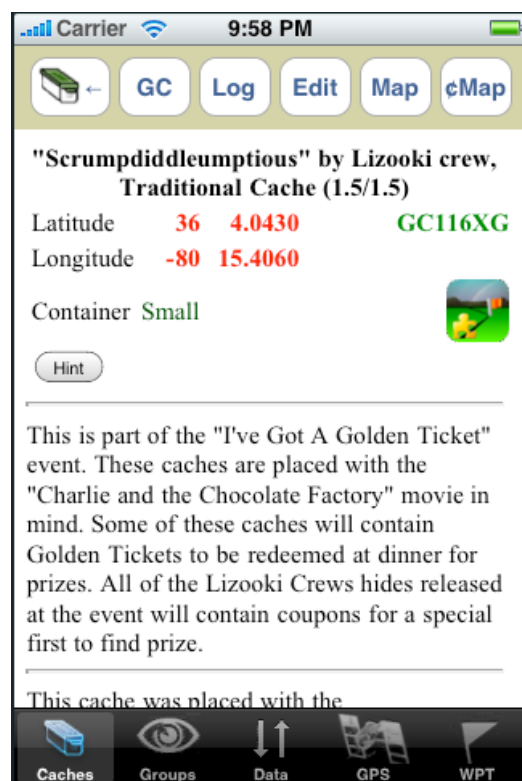 Carrier 9:58 PM
← GC Log Edit Map ¢Map
"Scrumpdiddleumptious" by Lizooki crew,
Traditional Cache (1.5/1.5)
Latitude 36 4.0430 GC116XG
Longitude -80 15.4060
Container Small
Hint
This is part of the "I've Got A Golden Ticket"
event. These caches are placed with the
"Charlie and the Chocolate Factory" movie in
mind. Some of these caches will contain
Golden Tickets to be redeemed at dinner for
prizes. All of the Lizooki Crews hides released
at the event will contain coupons for a special
first to find prize.
This cache was placed with the
Caches Groups Data GPS WPT